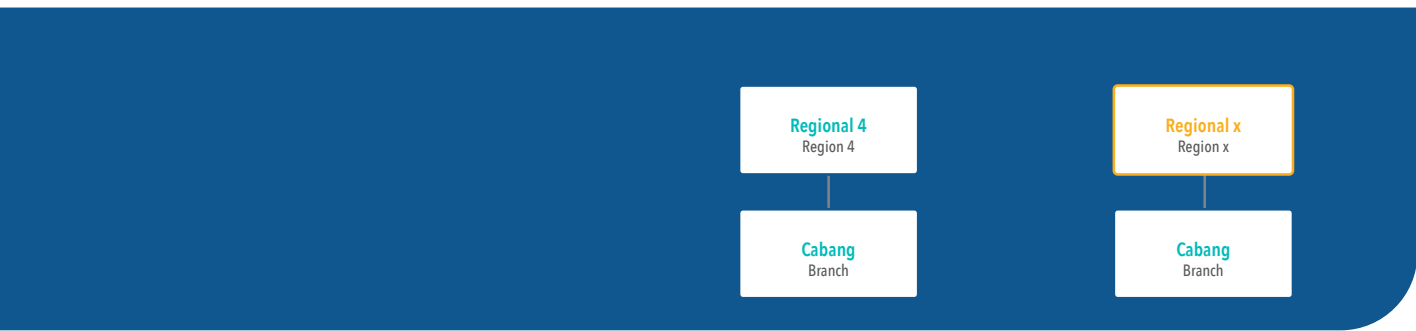 Regional 4
Region 4
Regional x
Region x
Cabang
Branch
Cabang
Branch